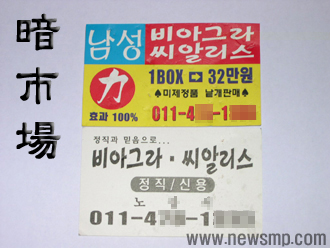 暗市場
남성
비아그라
씨알리스
力
효과 100%
1BOX ➡ 32만원
♠미제정품 낱개판매♠
011-4
정직과 믿음으로...
비아그라·씨알리스
정직/신용
노
011-4
www.newsmp.com